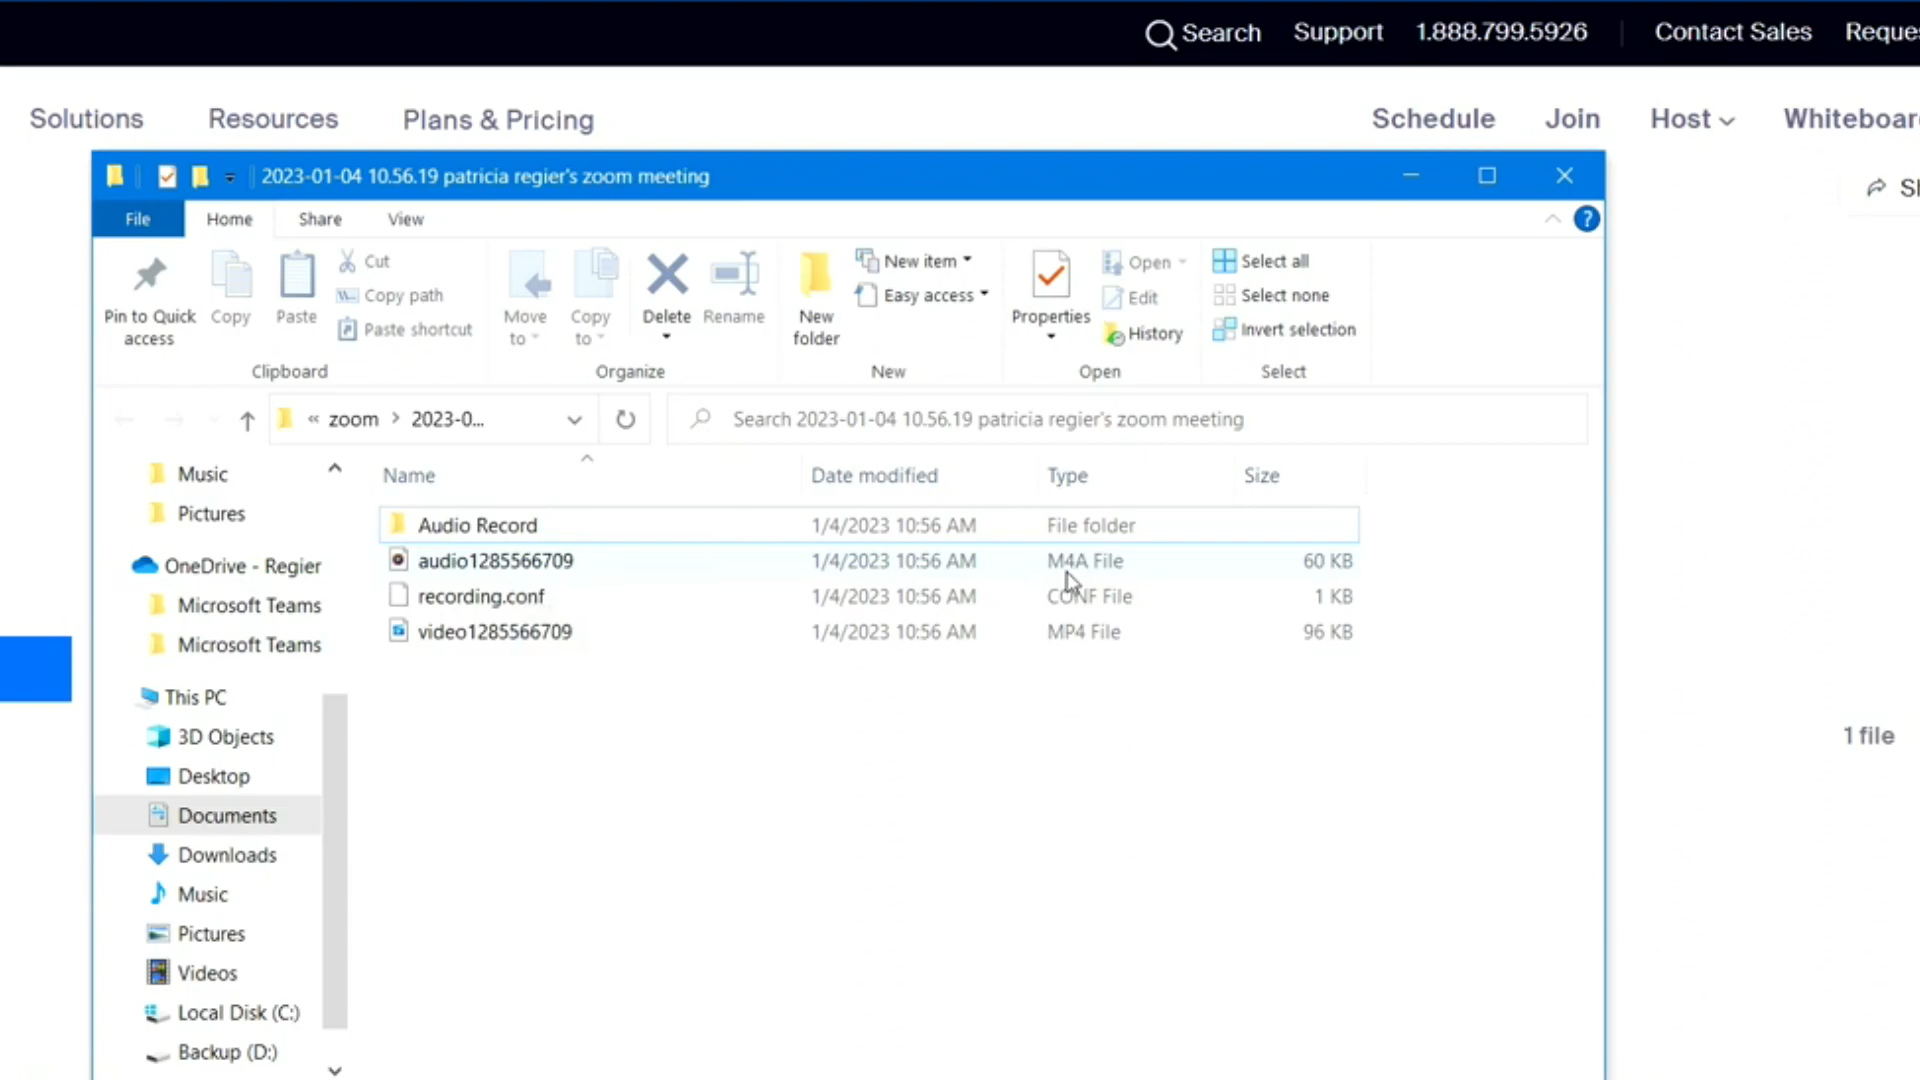 Search Support 1.888.799.5926 Contact Sales
Solutions Resources Plans & Pricing Schedule Join Host
2023-01-04 10.56.19 patricia regier's zoom meeting
File Home Share View
Pin to Quick access
Copy
Paste
Cut
Copy path
Paste shortcut
Clipboard
Move to
Copy to
Delete
Rename
Organize
New folder
New item
Easy access
New
Properties
Open
Edit
History
Open
Select all
Select none
Invert selection
Select
« zoom > 2023-0...
Search 2023-01-04 10.56.19 patricia regier's zoom meeting
Music
Pictures
OneDrive - Regier
Microsoft Teams
Microsoft Teams
This PC
3D Objects
Desktop
Documents
Downloads
Music
Pictures
Videos
Local Disk (C:)
Backup (D:)
Name Date modified Type Size
Audio Record 1/4/2023 10:56 AM File folder
audio1285566709 1/4/2023 10:56 AM M4A File 60 KB
recording.conf 1/4/2023 10:56 AM CONF File 1 KB
video1285566709 1/4/2023 10:56 AM MP4 File 96 KB
1 file